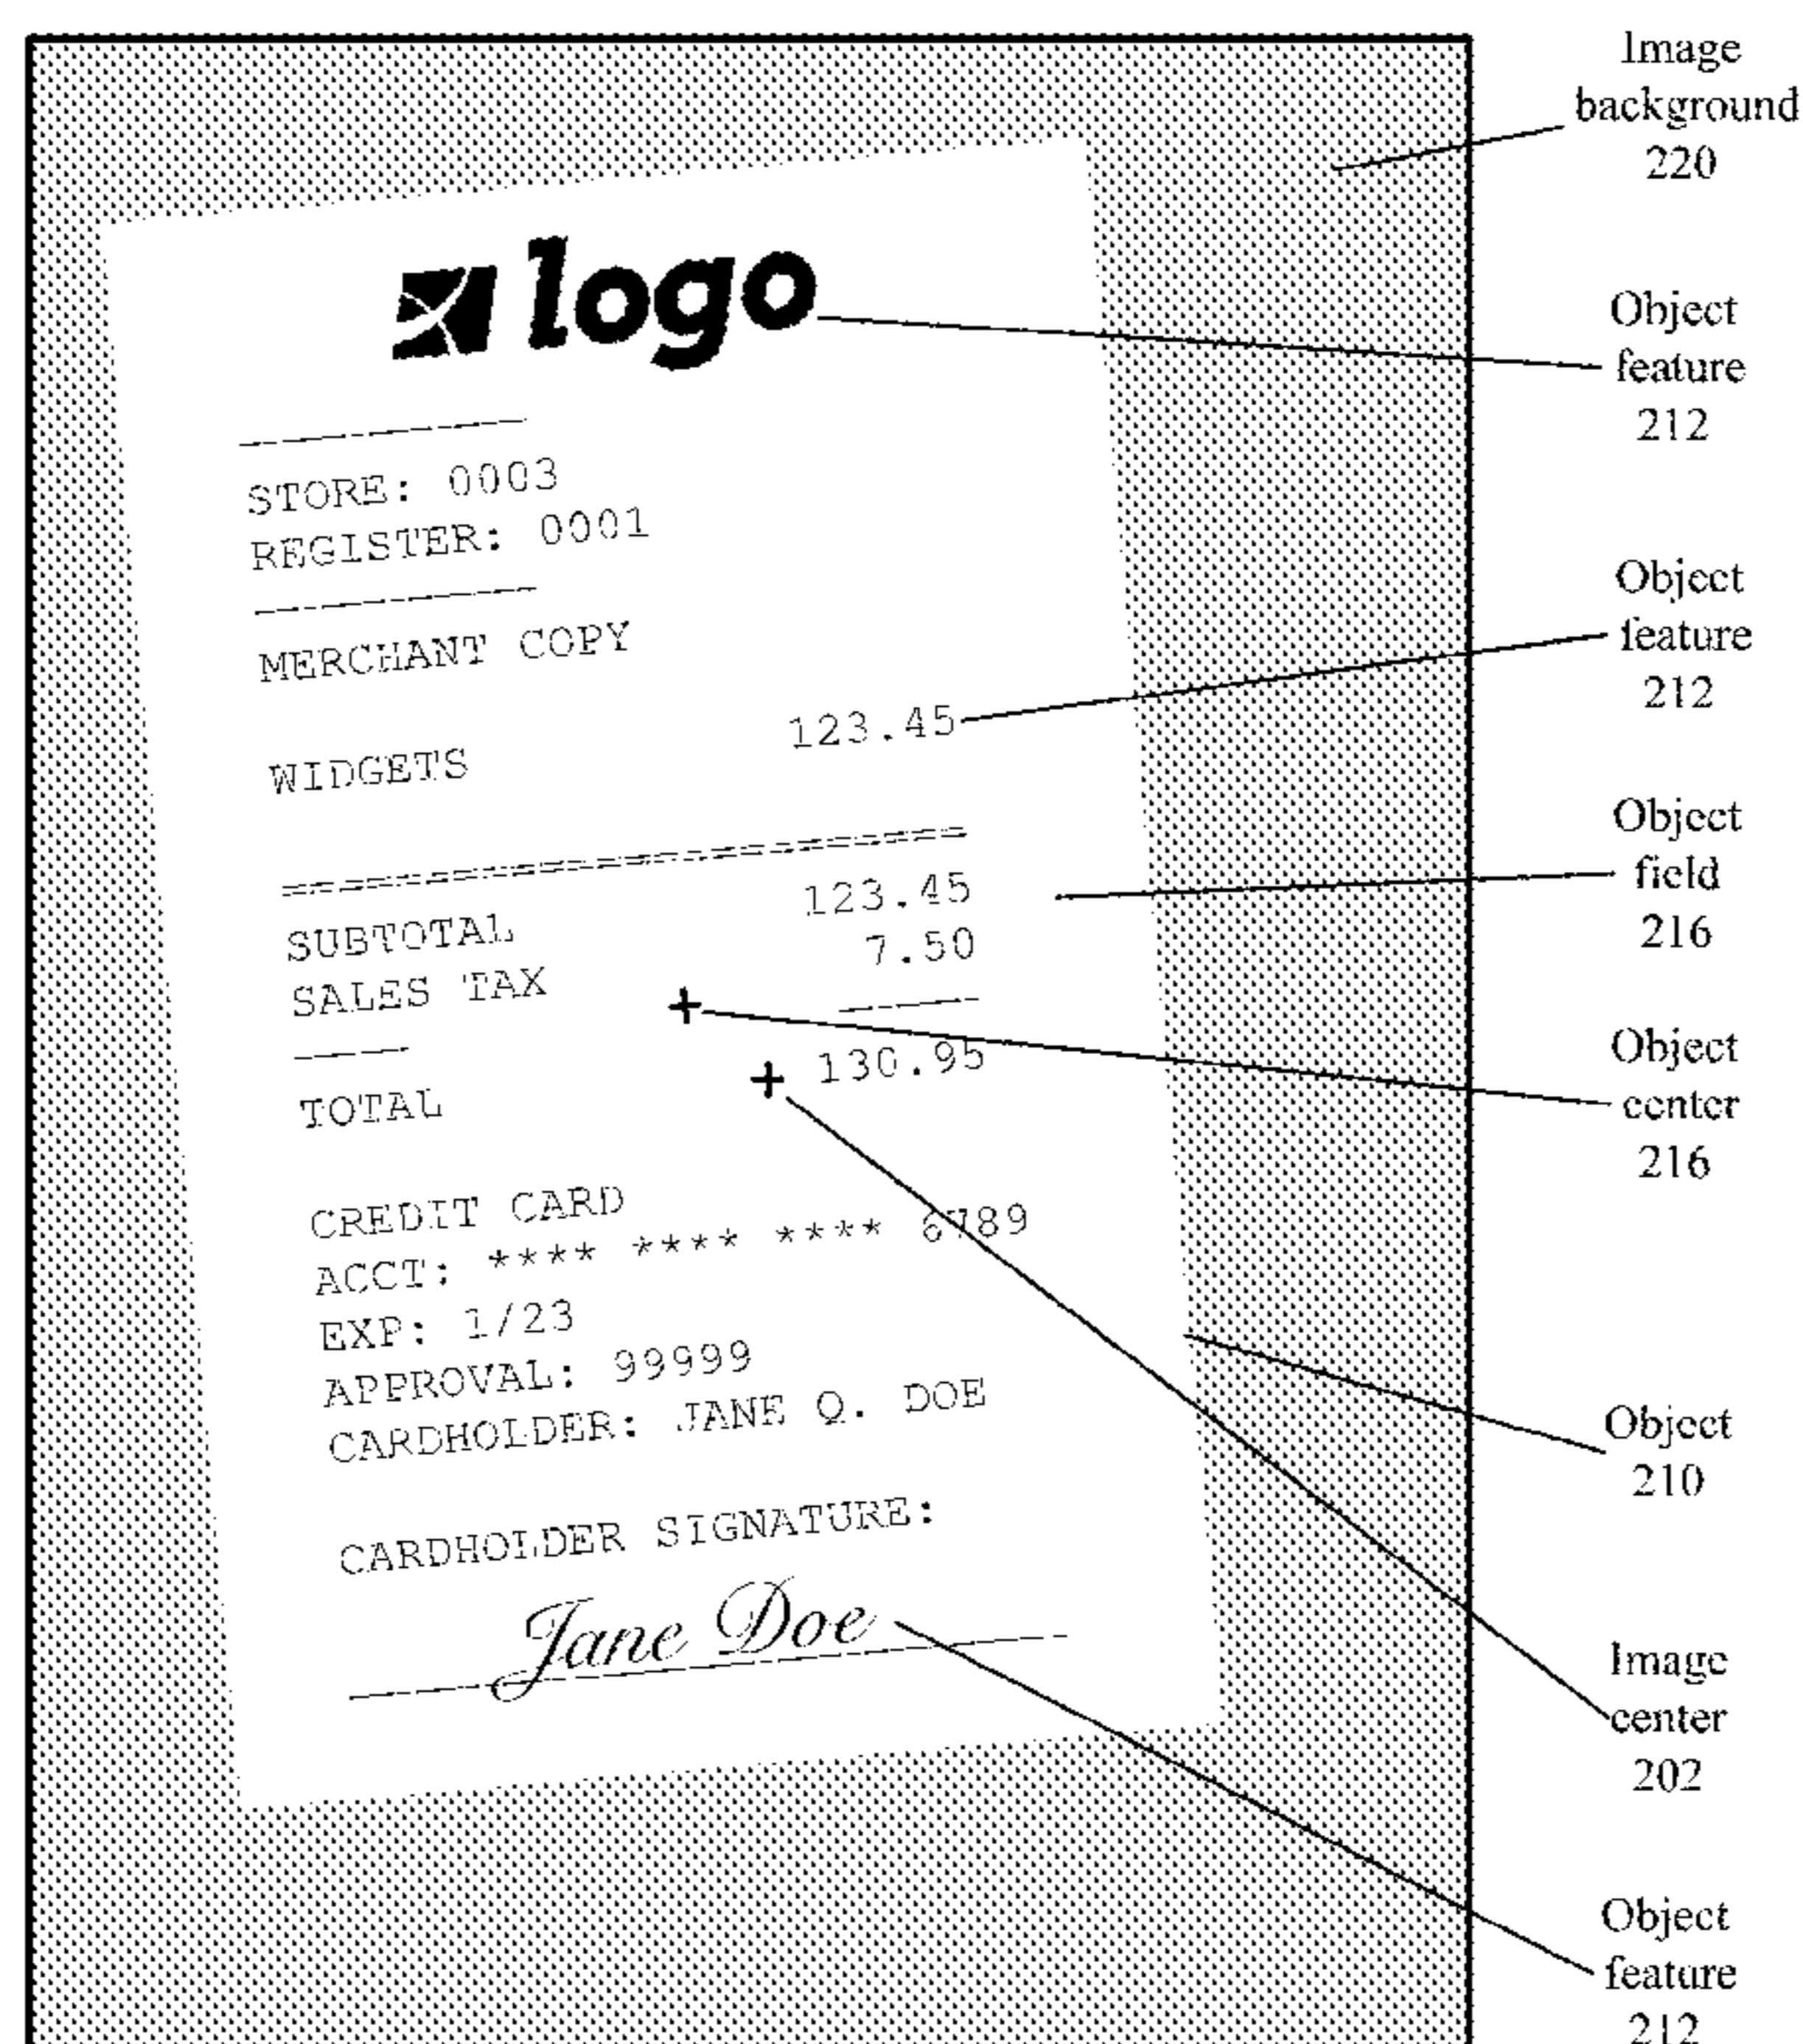 logo
------------
STORE: 0003
REGISTER: 0001
------------
MERCHANT COPY
WIDGETS 123.45
=========================
SUBTOTAL 123.45
SALES TAX 7.50
----- ------
TOTAL 130.95
CREDIT CARD
ACCT: **** **** **** 6789
EXP: 1/23
APPROVAL: 99999
CARDHOLDER: JANE Q. DOE
CARDHOLDER SIGNATURE:
Jane Doe
Image
background
220
Object
feature
212
Object
feature
212
Object
field
216
Object
center
216
Object
210
Image
center
202
Object
feature
212